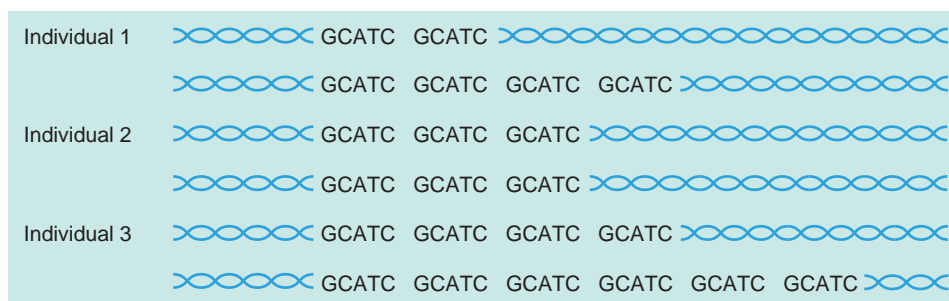 Individual 1 GCATC GCATC
GCATC GCATC GCATC GCATC
Individual 2 GCATC GCATC GCATC
GCATC GCATC GCATC
Individual 3 GCATC GCATC GCATC GCATC
GCATC GCATC GCATC GCATC GCATC GCATC